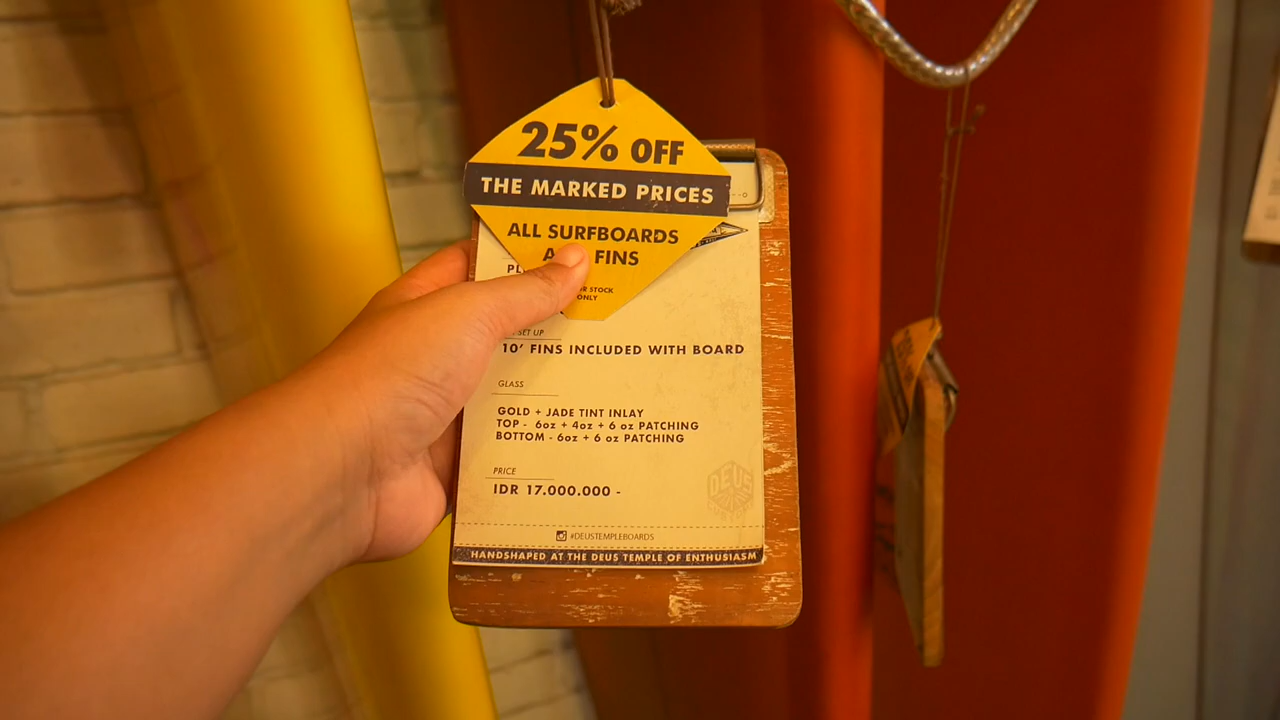 25% OFF
THE MARKED PRICES
ALL SURFBOARDS
FINS
STOCK
ONLY
SET UP
10' FINS INCLUDED WITH BOARD
GLASS
GOLD + JADE TINT INLAY
TOP - 6oz + 4oz + 6 oz PATCHING
BOTTOM - 6oz + 6 oz PATCHING
PRICE
IDR 17.000.000 -
DEUS
#DEUSTEMPLEBOARDS
HANDSHAPED AT THE DEUS TEMPLE OF ENTHUSIASM